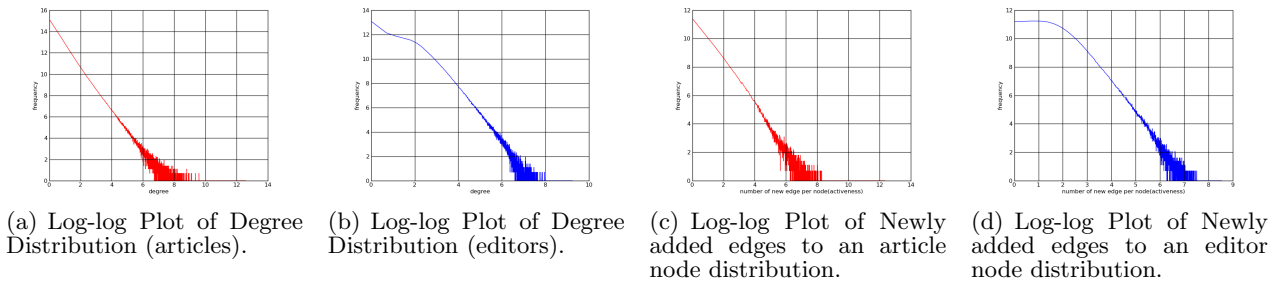 16
14
12
10
8
6
4
2
0
frequency
0 2 4 6 8 10 12 14
degree
14
12
10
8
6
4
2
0
frequency
0 2 4 6 8 10
degree
12
10
8
6
4
2
0
frequency
0 2 4 6 8 10 12 14
number of new edge per node(activeness)
12
10
8
6
4
2
0
frequency
0 1 2 3 4 5 6 7 8 9
number of new edge per node(activeness)
(a) Log-log Plot of Degree
Distribution (articles).
(b) Log-log Plot of Degree
Distribution (editors).
(c) Log-log Plot of Newly
added edges to an article
node distribution.
(d) Log-log Plot of Newly
added edges to an editor
node distribution.